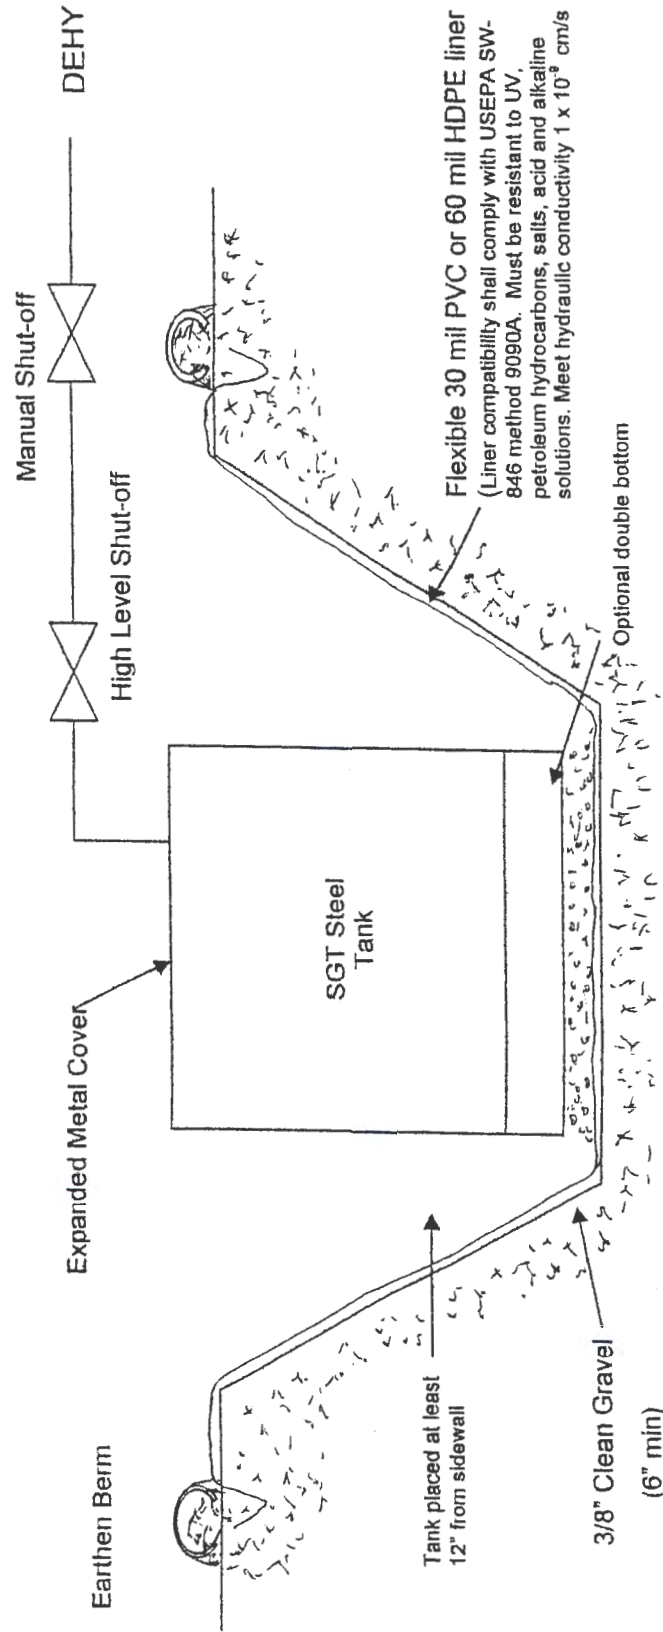 DEHY
Manual Shut-off
High Level Shut-off
Expanded Metal Cover
Earthen Berm
SGT Steel
Tank
Flexible 30 mil PVC or 60 mil HDPE liner
(Liner compatibility shall comply with USEPA SW-
846 method 9090A. Must be resistant to UV,
petroleum hydrocarbons, salts, acid and alkaline
solutions. Meet hydraulic conductivity 1 x 10⁻⁹ cm/s
Optional double bottom
Tank placed at least
12" from sidewall
3/8" Clean Gravel
(6" min)